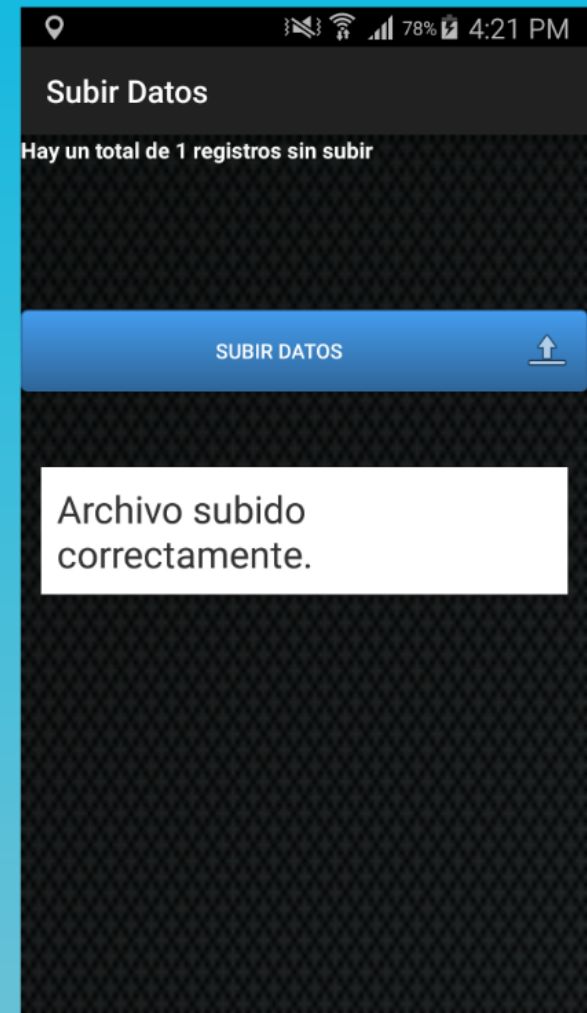 78% 4:21 PM
Subir Datos
Hay un total de 1 registros sin subir
SUBIR DATOS
Archivo subido
correctamente.